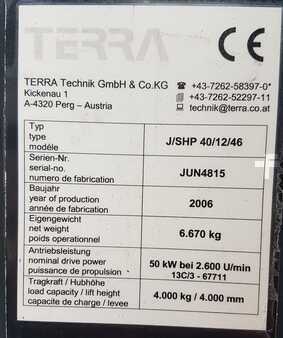 TERRA
CE
TERRA Technik GmbH & Co.KG
Kickenau 1
A-4320 Perg – Austria
☎ +43-7262-58397-0*
+43-7262-52297-11
technik@terra.co.at
Typ
type
modéle
J/SHP 40/12/46
Serien-Nr.
serial-no.
numero de fabrication
JUN4815
Baujahr
year of production
année de fabrication
2006
Eigengewicht
net weight
poids operationnel
6.670 kg
Antriebsleistung
nominal drive power
puissance de propulsion
50 kW bei 2.600 U/min
13C/3 - 67711
Tragkraft / Hubhöhe
load capacity / lift height
capacite de charge / levee
4.000 kg / 4.000 mm